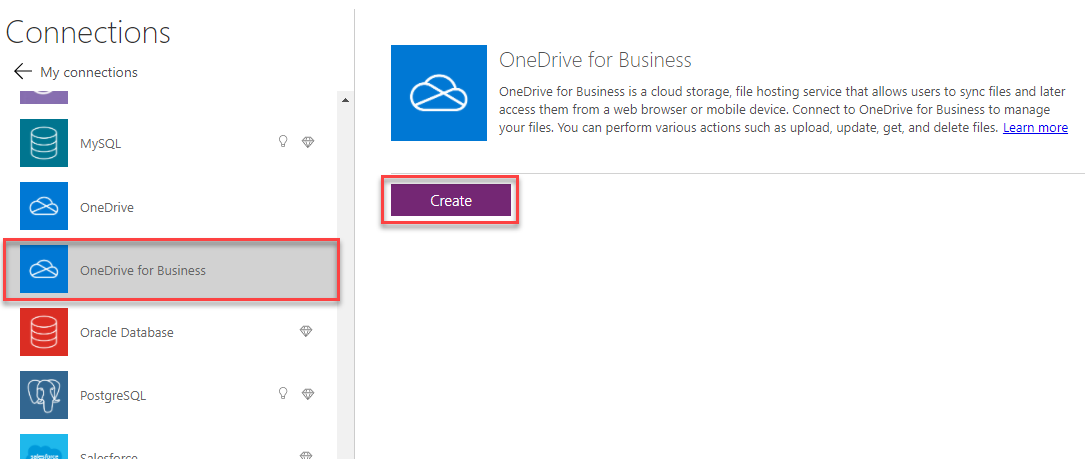 Connections
My connections
MySQL
OneDrive
OneDrive for Business
Oracle Database
PostgreSQL
salesforce
Salesforce
OneDrive for Business
OneDrive for Business is a cloud storage, file hosting service that allows users to sync files and later
access them from a web browser or mobile device. Connect to OneDrive for Business to manage
your files. You can perform various actions such as upload, update, get, and delete files. Learn more
Create